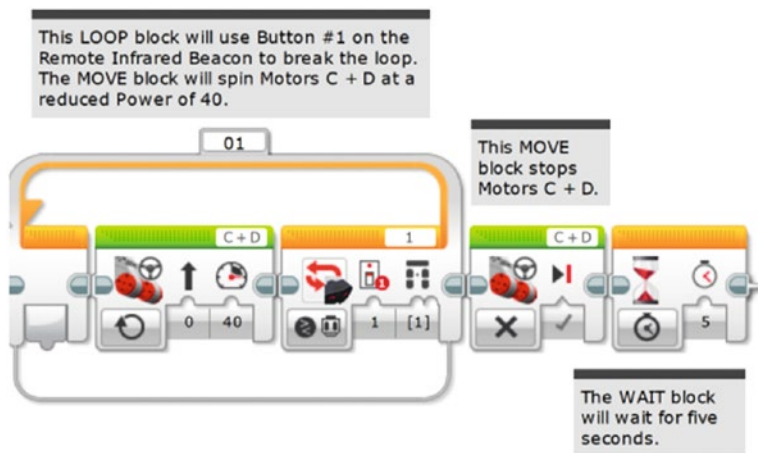 This LOOP block will use Button #1 on the
Remote Infrared Beacon to break the loop.
The MOVE block will spin Motors C + D at a
reduced Power of 40.
01
This MOVE
block stops
Motors C + D.
C + D
1
C + D
1
0
40
1
[1]
5
The WAIT block
will wait for five
seconds.